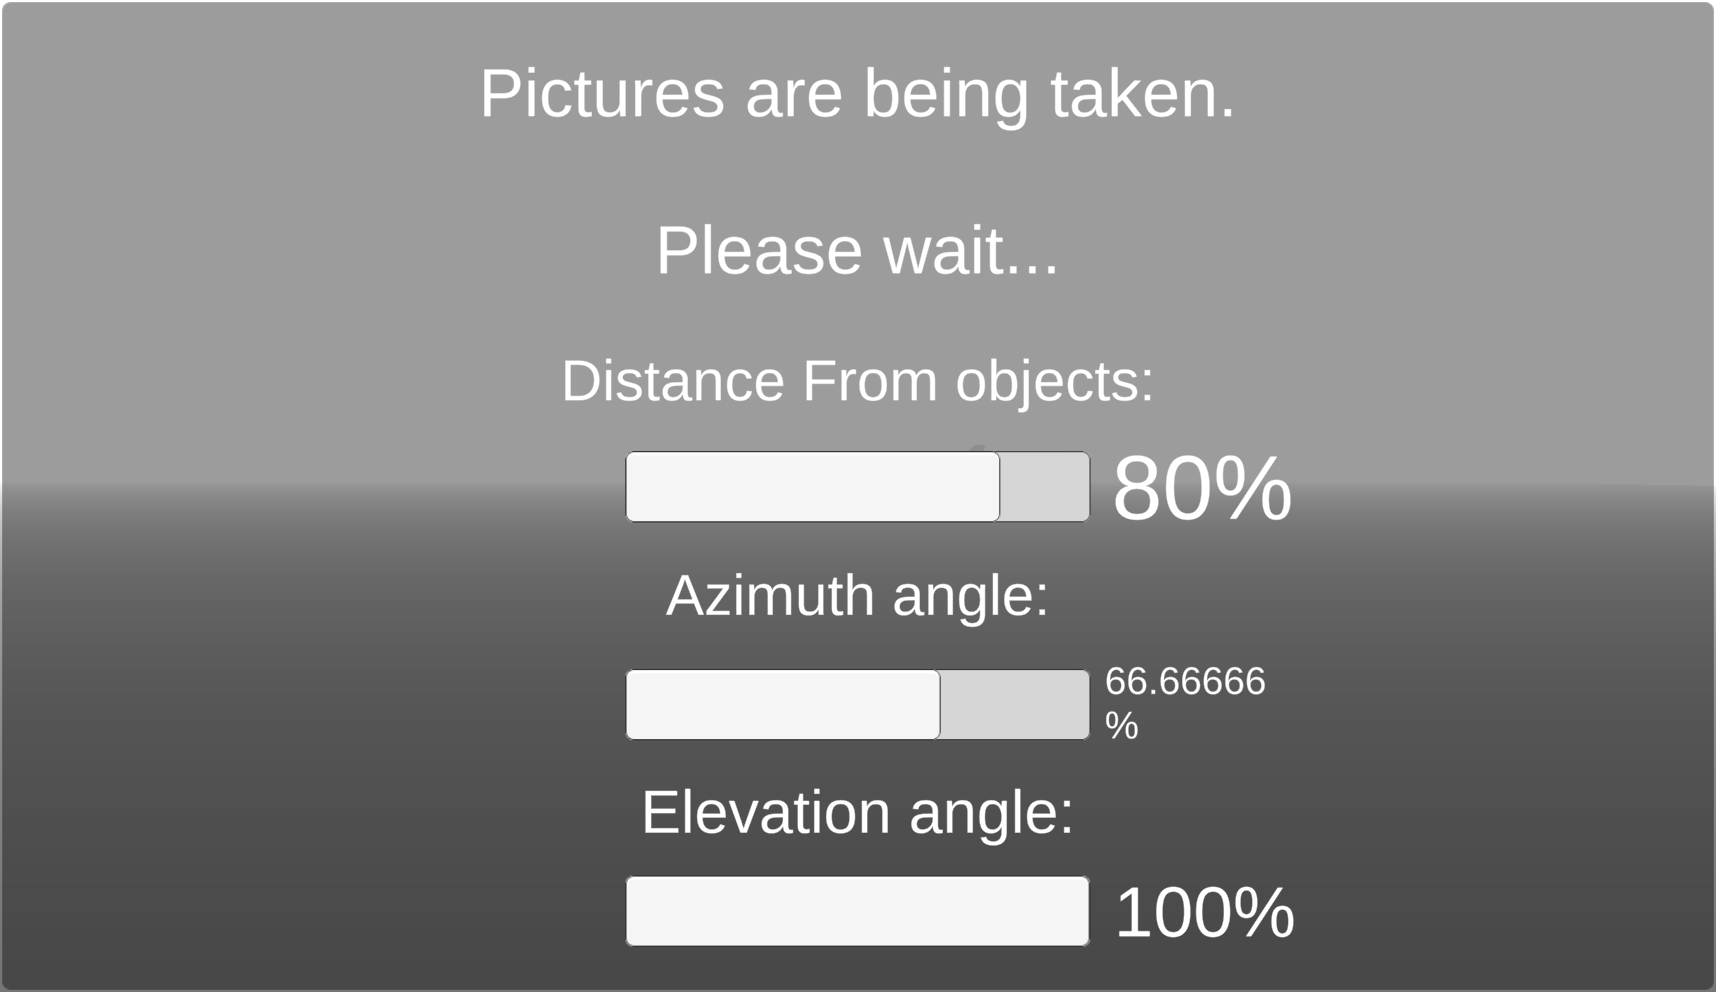 Pictures are being taken.
Please wait...
Distance From objects:
80%
Azimuth angle:
66.66666
%
Elevation angle:
100%